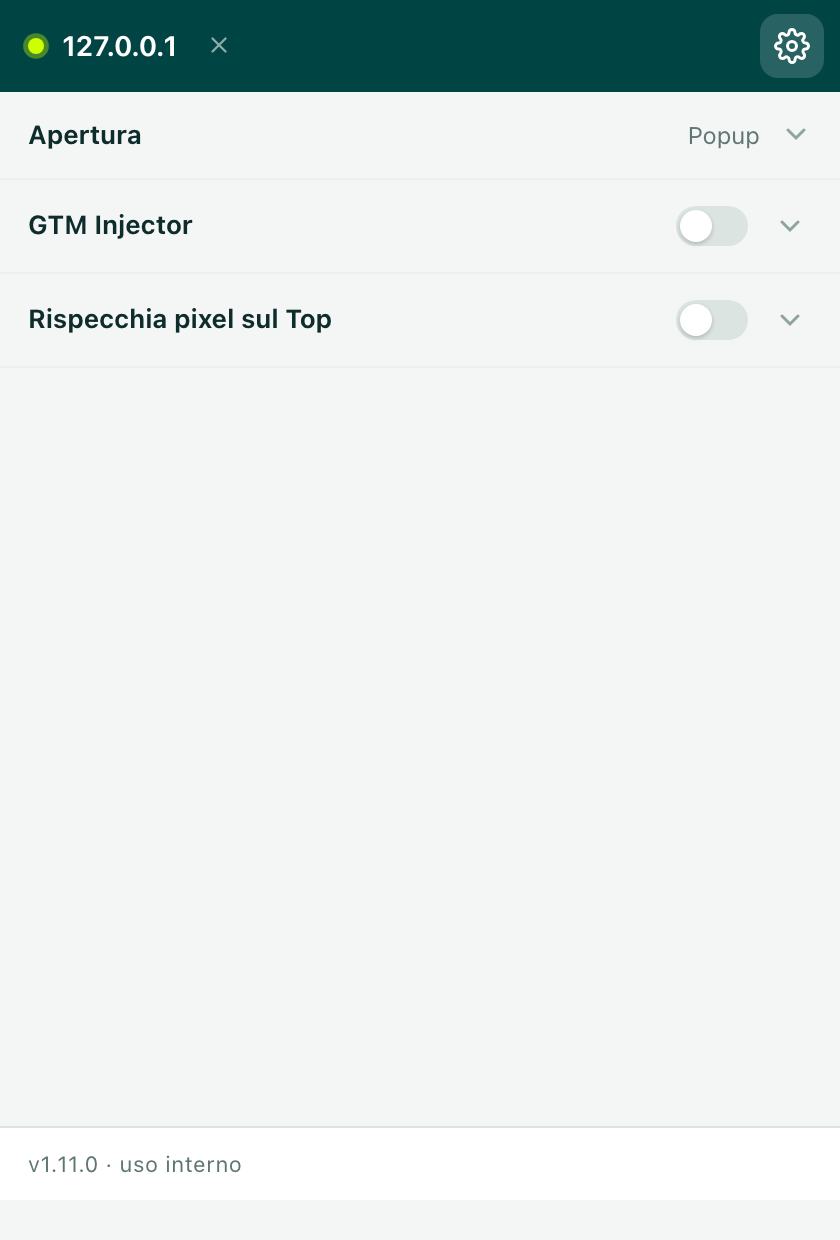 127.0.0.1
Apertura Popup
GTM Injector
Rispecchia pixel sul Top
v1.11.0 · uso interno